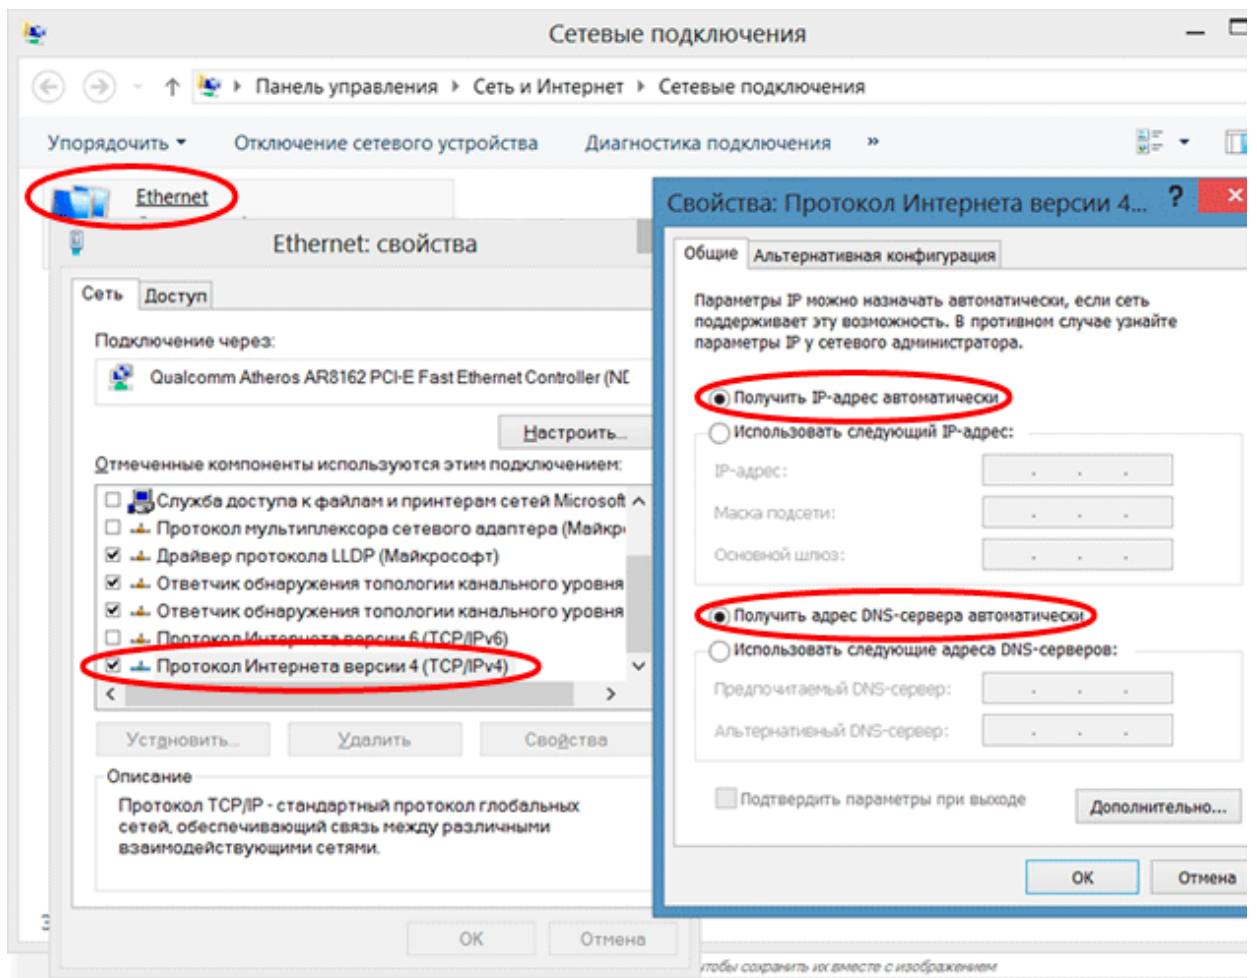 Сетевые подключения
Панель управления Сеть и Интернет Сетевые подключения
Упорядочить Отключение сетевого устройства Диагностика подключения »
Ethernet
Ethernet: свойства
Сеть Доступ
Подключение через:
Qualcomm Atheros AR8162 PCI-E Fast Ethernet Controller (ND
Настроить...
Отмеченные компоненты используются этим подключением:
Служба доступа к файлам и принтерам сетей Microsoft
Протокол мультиплексора сетевого адаптера (Майкро
Драйвер протокола LLDP (Майкрософт)
Ответчик обнаружения топологии канального уровня
Ответчик обнаружения топологии канального уровня
Протокол Интернета версии 6 (TCP/IPv6)
Протокол Интернета версии 4 (TCP/IPv4)
Установить... Удалить Свойства
Описание
Протокол TCP/IP - стандартный протокол глобальных
сетей, обеспечивающий связь между различными
взаимодействующими сетями.
OK Отмена
Свойства: Протокол Интернета версии 4... ?
Общие Альтернативная конфигурация
Параметры IP можно назначать автоматически, если сеть
поддерживает эту возможность. В противном случае узнайте
параметры IP у сетевого администратора.
Получить IP-адрес автоматически
Использовать следующий IP-адрес:
IP-адрес:
Маска подсети:
Основной шлюз:
Получить адрес DNS-сервера автоматически
Использовать следующие адреса DNS-серверов:
Предпочитаемый DNS-сервер:
Альтернативный DNS-сервер:
Подтвердить параметры при выходе
Дополнительно...
OK Отмена
чтобы сохранить их вместе с изображением